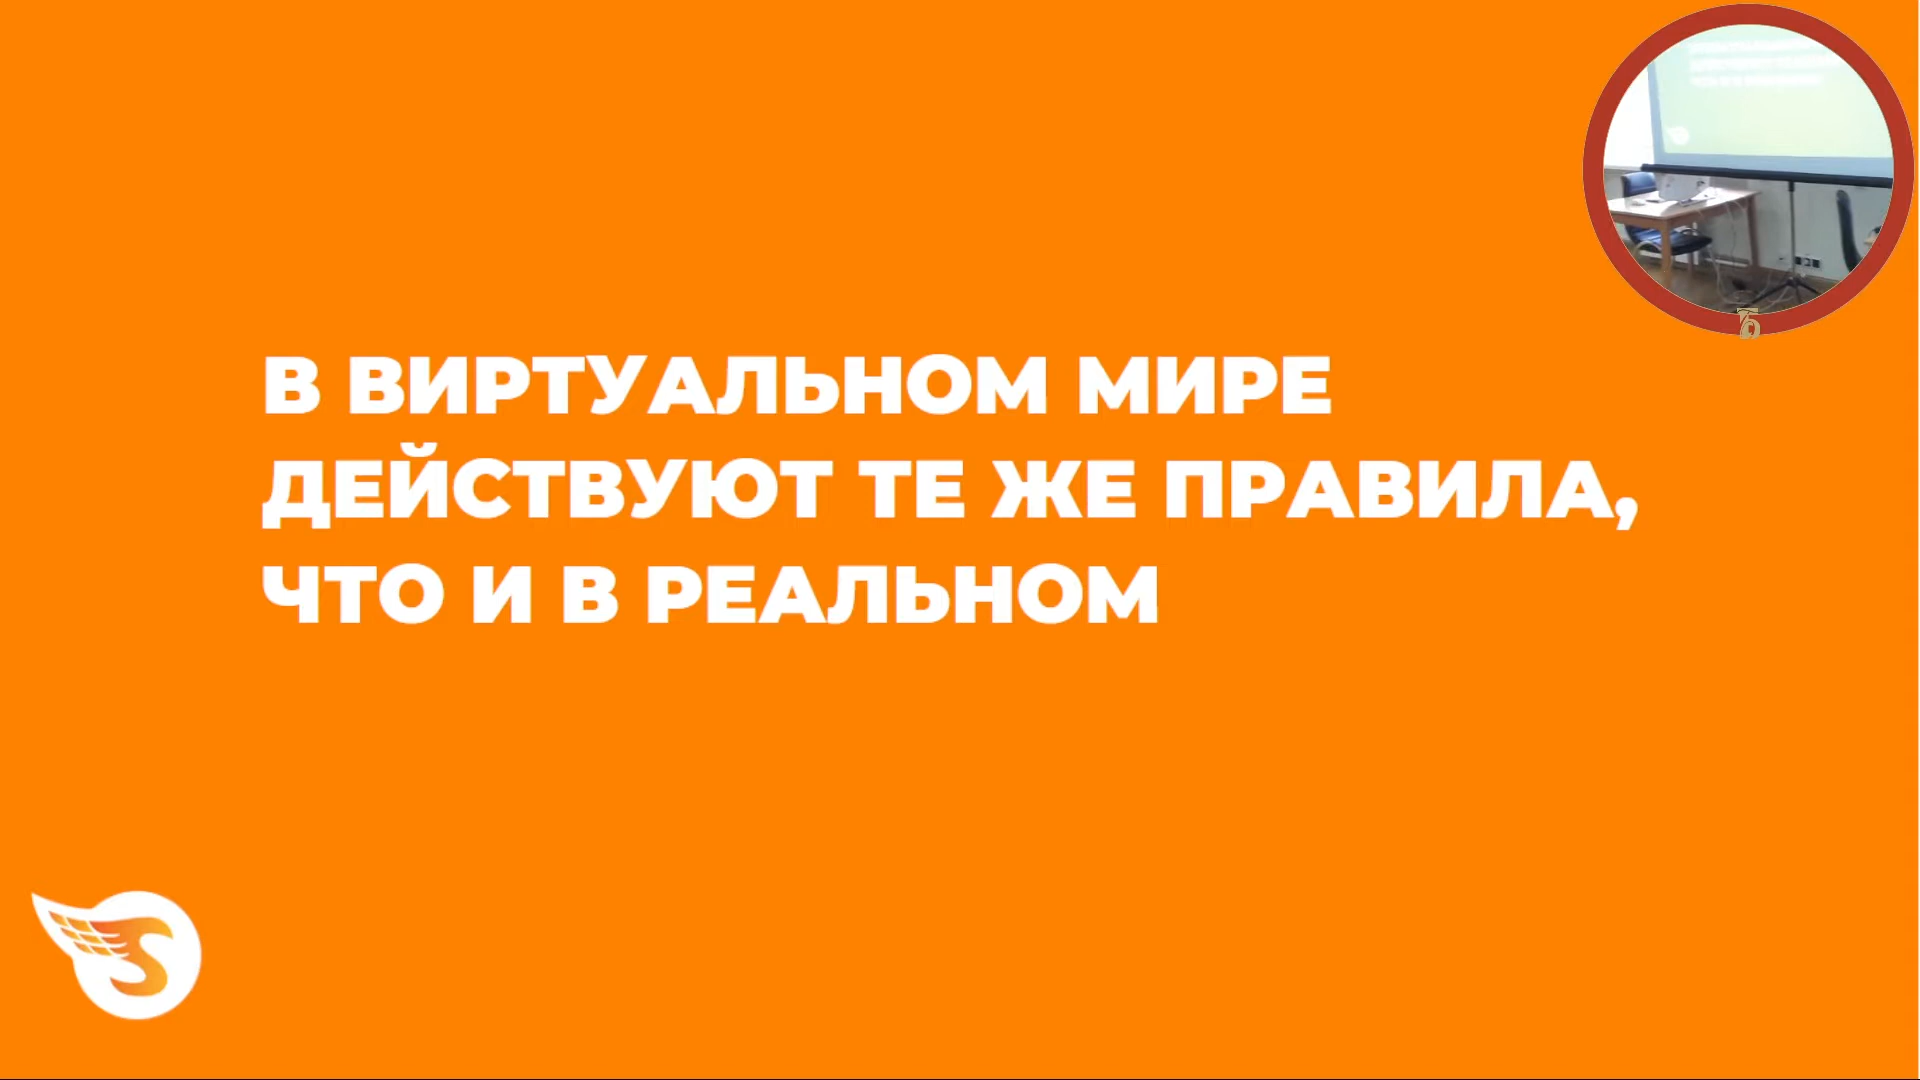 В ВИРТУАЛЬНОМ МИРЕ
ДЕЙСТВУЮТ ТЕ ЖЕ ПРАВИЛА,
ЧТО И В РЕАЛЬНОМ
S